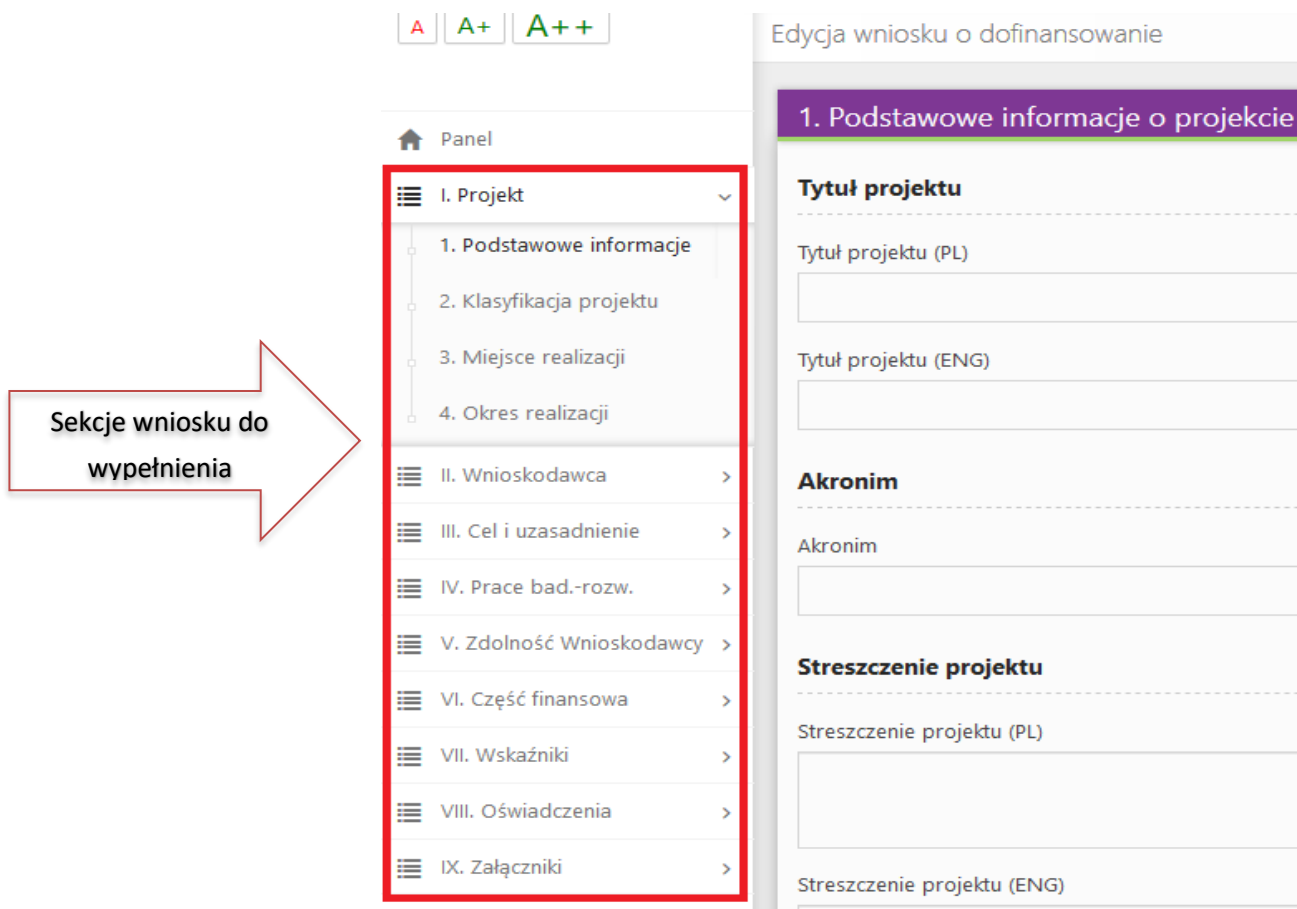 A A+ A++
Edycja wniosku o dofinansowanie
Panel
I. Projekt
1. Podstawowe informacje
2. Klasyfikacja projektu
3. Miejsce realizacji
4. Okres realizacji
II. Wnioskodawca
III. Cel i uzasadnienie
IV. Prace bad.-rozw.
V. Zdolność Wnioskodawcy
VI. Część finansowa
VII. Wskaźniki
VIII. Oświadczenia
IX. Załączniki
Sekcje wniosku do
wypełnienia
1. Podstawowe informacje o projekcie
Tytuł projektu
Tytuł projektu (PL)
Tytuł projektu (ENG)
Akronim
Akronim
Streszczenie projektu
Streszczenie projektu (PL)
Streszczenie projektu (ENG)